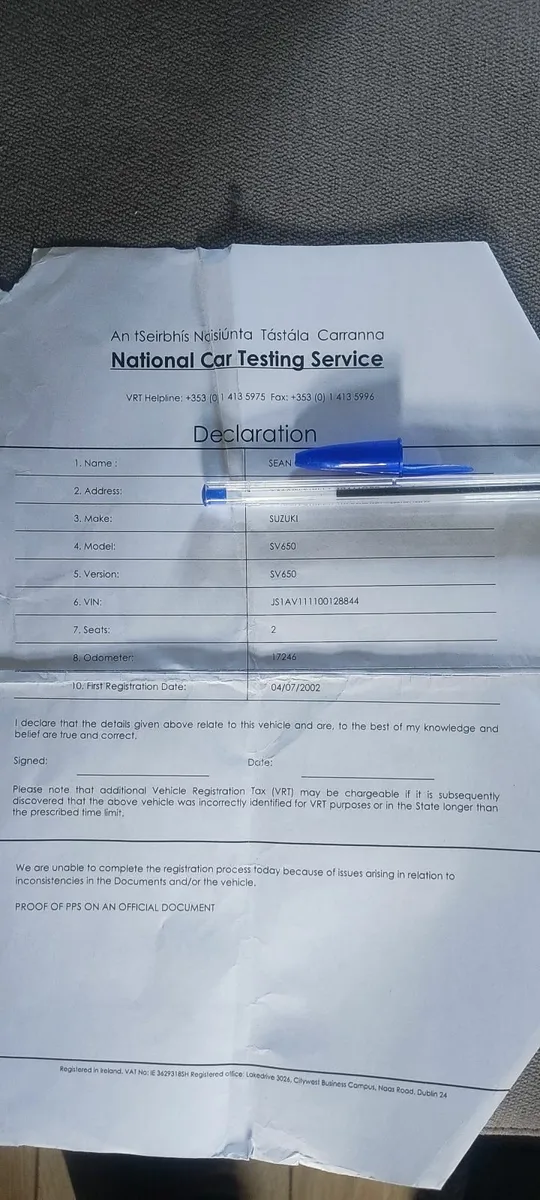 An tSeirbhís Náisiúnta Tástála Carranna
National Car Testing Service
VRT Helpline: +353 (0) 1 413 5975 Fax: +353 (0) 1 413 5996
Declaration
1. Name : SEAN
2. Address:
3. Make: SUZUKI
4. Model: SV650
5. Version: SV650
6. VIN: JS1AV111100128844
7. Seats: 2
8. Odometer: 17246
10. First Registration Date: 04/07/2002
I declare that the details given above relate to this vehicle and are, to the best of my knowledge and
belief are true and correct.
Signed: Date:
Please note that additional Vehicle Registration Tax (VRT) may be chargeable if it is subsequently
discovered that the above vehicle was incorrectly identified for VRT purposes or in the State longer than
the prescribed time limit.
We are unable to complete the registration process today because of issues arising in relation to
inconsistencies in the Documents and/or the vehicle.
PROOF OF PPS ON AN OFFICIAL DOCUMENT
Registered in Ireland. VAT No: IE 3629318SH Registered office: Lakedrive 3026, Citywest Business Campus, Naas Road, Dublin 24